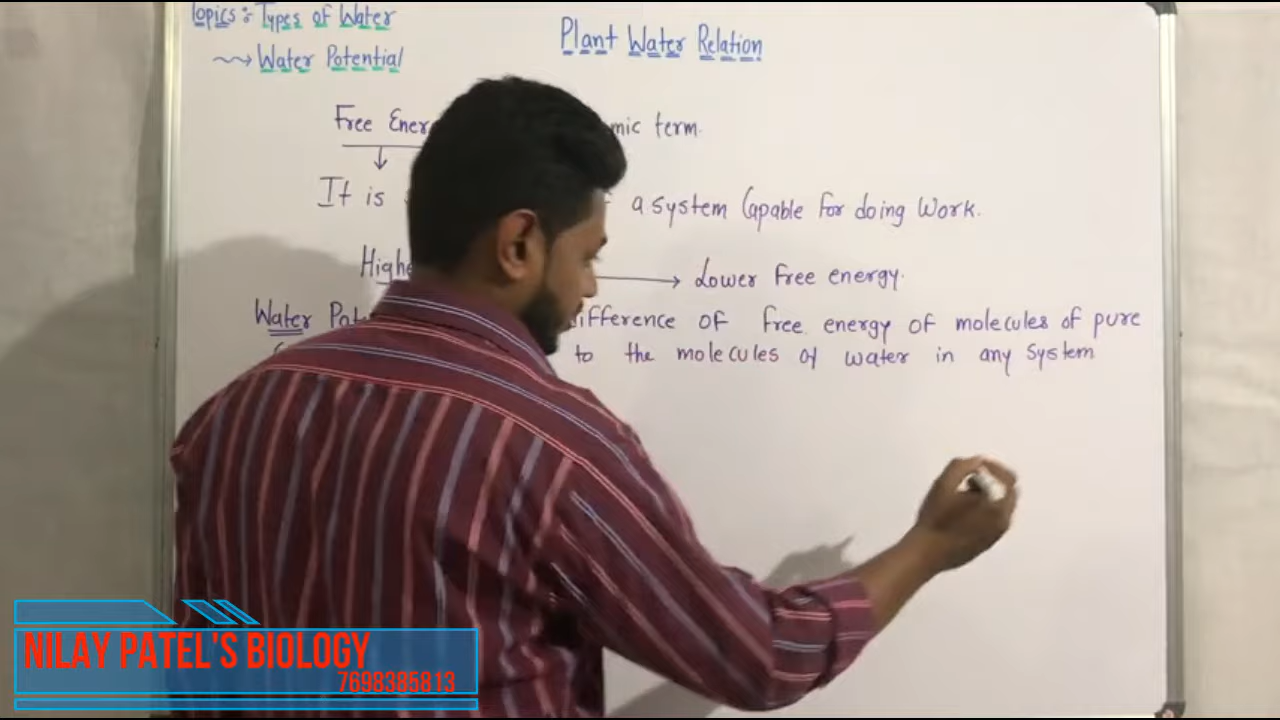 Topics: Types of Water
Plant Water Relation
Water Potential
Free Ener mic term.
It is a system Capable for doing Work.
Highe Lower free energy.
Water Pot difference of free energy of molecules of pure
to the molecules of water in any System
NILAY PATEL'S BIOLOGY
7698385813